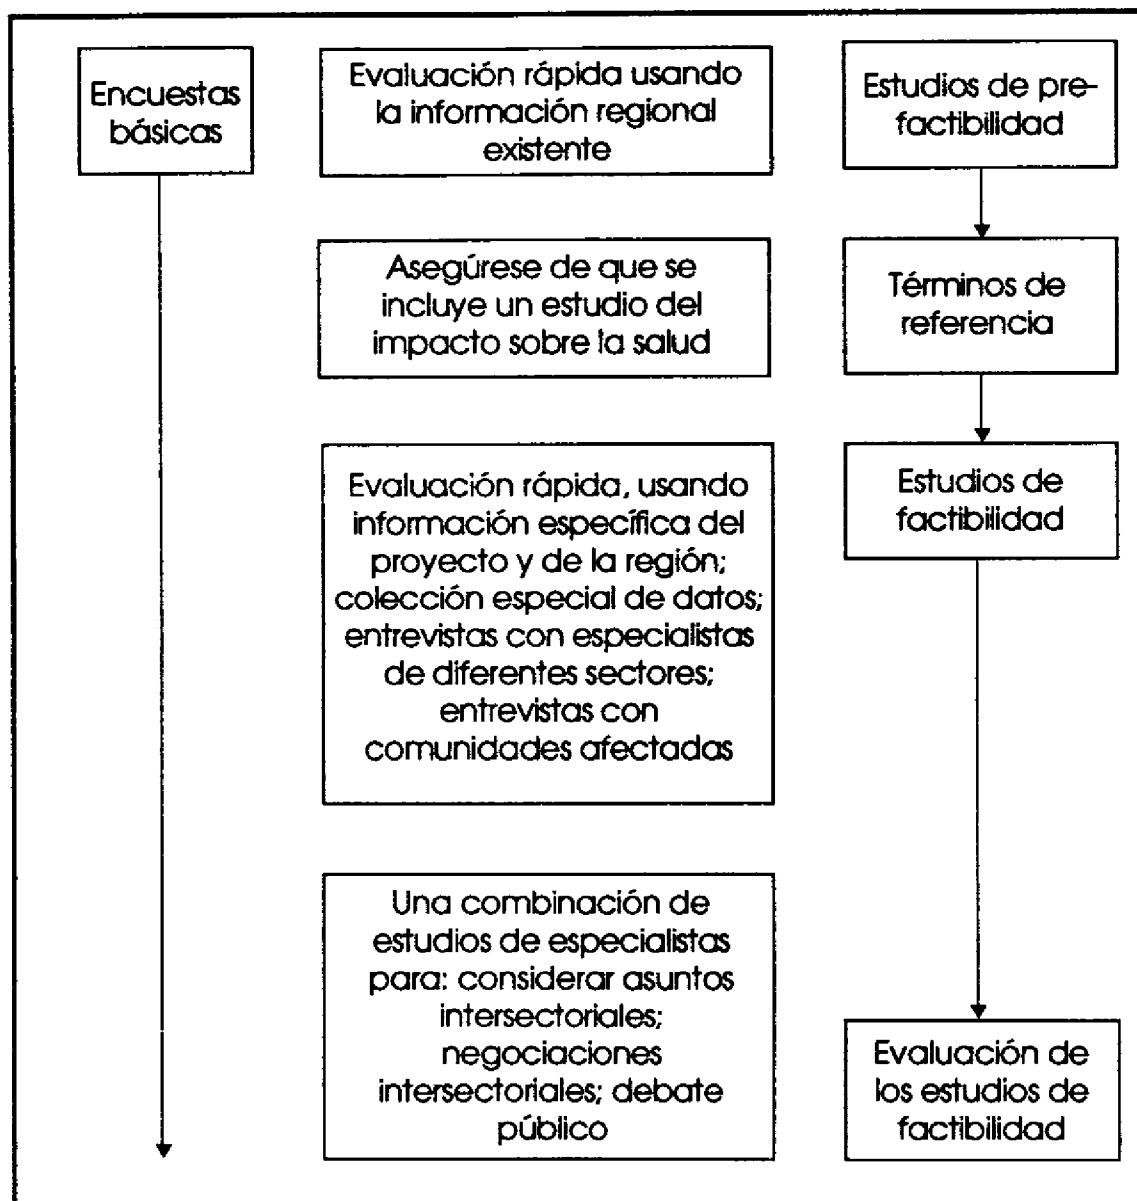 Encuestas
básicas
Evaluación rápida usando
la información regional
existente
Estudios de pre-
factibilidad
Asegúrese de que se
incluye un estudio del
impacto sobre la salud
Términos de
referencia
Evaluación rápida, usando
información específica del
proyecto y de la región;
colección especial de datos;
entrevistas con especialistas
de diferentes sectores;
entrevistas con
comunidades afectadas
Estudios de
factibilidad
Una combinación de
estudios de especialistas
para: considerar asuntos
intersectoriales;
negociaciones
intersectoriales; debate
público
Evaluación de
los estudios de
factibilidad